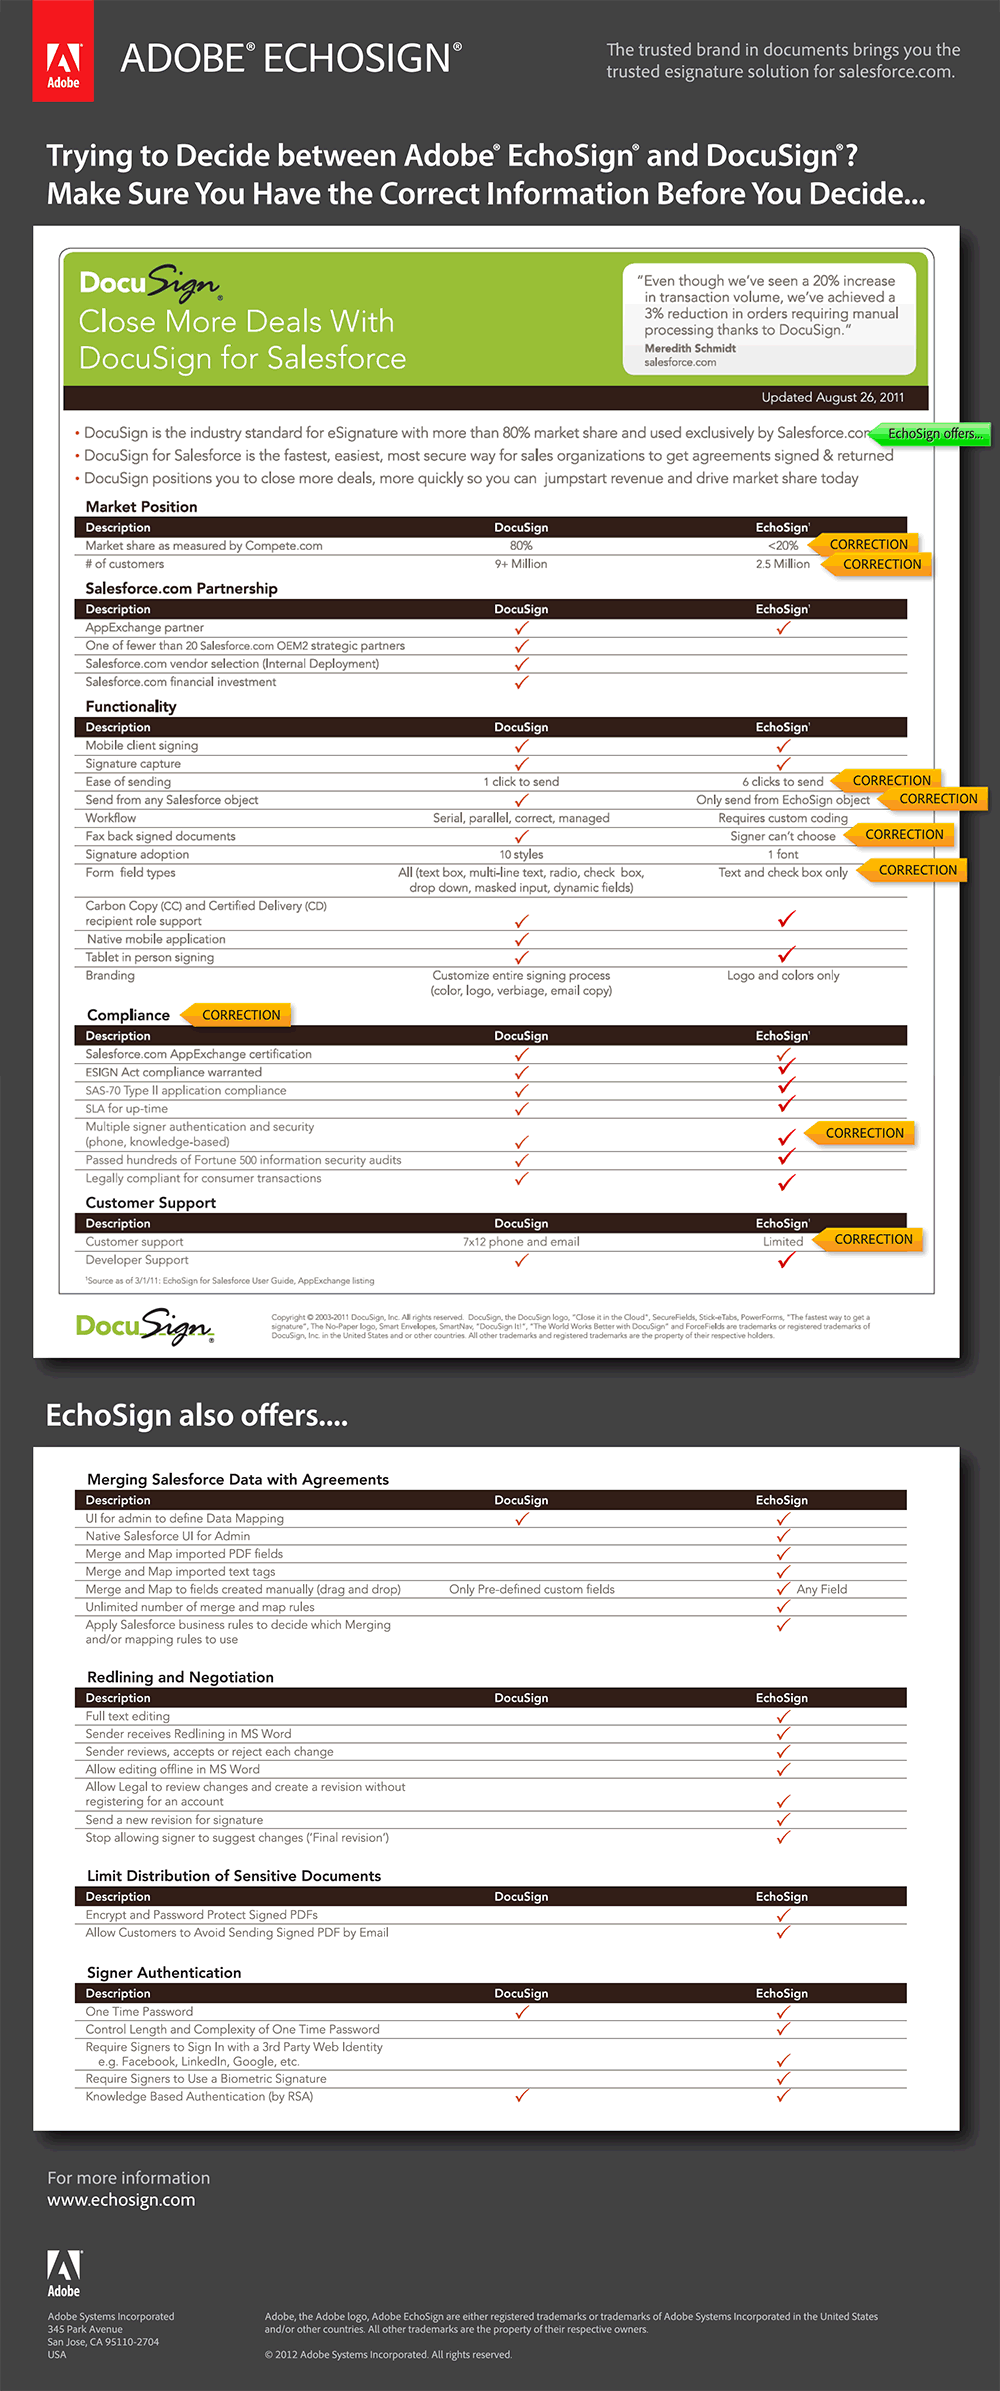 Adobe
ADOBE® ECHOSIGN®
The trusted brand in documents brings you the
trusted esignature solution for salesforce.com.
Trying to Decide between Adobe® EchoSign® and DocuSign®?
Make Sure You Have the Correct Information Before You Decide...
DocuSign®
Close More Deals With
DocuSign for Salesforce
“Even though we’ve seen a 20% increase
in transaction volume, we’ve achieved a
3% reduction in orders requiring manual
processing thanks to DocuSign.”
Meredith Schmidt
salesforce.com
Updated August 26, 2011
• DocuSign is the industry standard for eSignature with more than 80% market share and used exclusively by Salesforce.com EchoSign offers...
• DocuSign for Salesforce is the fastest, easiest, most secure way for sales organizations to get agreements signed & returned
• DocuSign positions you to close more deals, more quickly so you can jumpstart revenue and drive market share today
Market Position
Description DocuSign EchoSign¹
Market share as measured by Compete.com 80% <20% CORRECTION
# of customers 9+ Million 2.5 Million CORRECTION
Salesforce.com Partnership
Description DocuSign EchoSign¹
AppExchange partner ✓ ✓
One of fewer than 20 Salesforce.com OEM2 strategic partners ✓
Salesforce.com vendor selection (Internal Deployment) ✓
Salesforce.com financial investment ✓
Functionality
Description DocuSign EchoSign¹
Mobile client signing ✓ ✓
Signature capture ✓ ✓
Ease of sending 1 click to send 6 clicks to send CORRECTION
Send from any Salesforce object ✓ Only send from EchoSign object CORRECTION
Workflow Serial, parallel, correct, managed Requires custom coding
Fax back signed documents ✓ Signer can’t choose CORRECTION
Signature adoption 10 styles 1 font
Form field types All (text box, multi-line text, radio, check box, Text and check box only CORRECTION
drop down, masked input, dynamic fields)
Carbon Copy (CC) and Certified Delivery (CD)
recipient role support ✓ ✓
Native mobile application ✓
Tablet in person signing ✓ ✓
Branding Customize entire signing process Logo and colors only
(color, logo, verbiage, email copy)
Compliance CORRECTION
Description DocuSign EchoSign¹
Salesforce.com AppExchange certification ✓ ✓
ESIGN Act compliance warranted ✓ ✓
SAS-70 Type II application compliance ✓ ✓
SLA for up-time ✓ ✓
Multiple signer authentication and security
(phone, knowledge-based) ✓ ✓ CORRECTION
Passed hundreds of Fortune 500 information security audits ✓ ✓
Legally compliant for consumer transactions ✓ ✓
Customer Support
Description DocuSign EchoSign¹
Customer support 7x12 phone and email Limited CORRECTION
Developer Support ✓ ✓
¹Source as of 3/1/11: EchoSign for Salesforce User Guide, AppExchange listing
DocuSign®
Copyright © 2003-2011 DocuSign, Inc. All rights reserved. DocuSign, the DocuSign logo, “Close it in the Cloud”, SecureFields, Stick-eTabs, PowerForms, “The fastest way to get a
signature”, The No-Paper logo, Smart Envelopes, SmartNav, “DocuSign It!”, “The World Works Better with DocuSign” and ForceFields are trademarks or registered trademarks of
DocuSign, Inc. in the United States and or other countries. All other trademarks and registered trademarks are the property of their respective holders.
EchoSign also offers....
Merging Salesforce Data with Agreements
Description DocuSign EchoSign
UI for admin to define Data Mapping ✓ ✓
Native Salesforce UI for Admin ✓
Merge and Map imported PDF fields ✓
Merge and Map imported text tags ✓
Merge and Map to fields created manually (drag and drop) Only Pre-defined custom fields ✓ Any Field
Unlimited number of merge and map rules ✓
Apply Salesforce business rules to decide which Merging ✓
and/or mapping rules to use
Redlining and Negotiation
Description DocuSign EchoSign
Full text editing ✓
Sender receives Redlining in MS Word ✓
Sender reviews, accepts or reject each change ✓
Allow editing offline in MS Word ✓
Allow Legal to review changes and create a revision without
registering for an account ✓
Send a new revision for signature ✓
Stop allowing signer to suggest changes (‘Final revision’) ✓
Limit Distribution of Sensitive Documents
Description DocuSign EchoSign
Encrypt and Password Protect Signed PDFs ✓
Allow Customers to Avoid Sending Signed PDF by Email ✓
Signer Authentication
Description DocuSign EchoSign
One Time Password ✓ ✓
Control Length and Complexity of One Time Password ✓
Require Signers to Sign In with a 3rd Party Web Identity
e.g. Facebook, LinkedIn, Google, etc. ✓
Require Signers to Use a Biometric Signature ✓
Knowledge Based Authentication (by RSA) ✓ ✓
For more information
www.echosign.com
Adobe
Adobe Systems Incorporated
345 Park Avenue
San Jose, CA 95110-2704
USA
Adobe, the Adobe logo, Adobe EchoSign are either registered trademarks or trademarks of Adobe Systems Incorporated in the United States
and/or other countries. All other trademarks are the property of their respective owners.
© 2012 Adobe Systems Incorporated. All rights reserved.